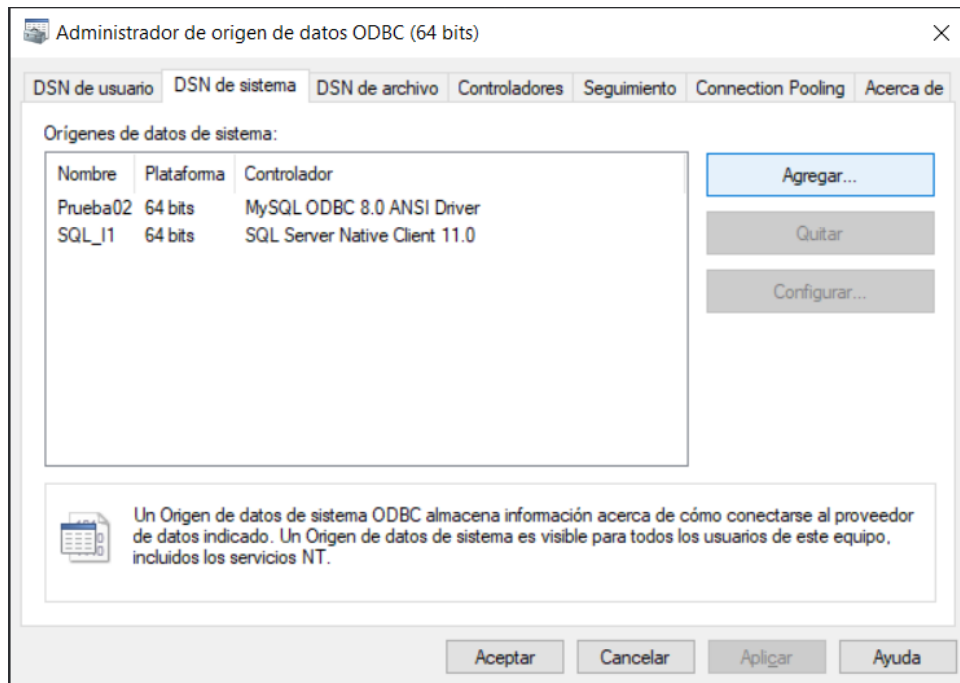 Administrador de origen de datos ODBC (64 bits)
DSN de usuario DSN de sistema DSN de archivo Controladores Seguimiento Connection Pooling Acerca de
Orígenes de datos de sistema:
Nombre Plataforma Controlador
Prueba02 64 bits MySQL ODBC 8.0 ANSI Driver
SQL_I1 64 bits SQL Server Native Client 11.0
Agregar...
Quitar
Configurar...
Un Origen de datos de sistema ODBC almacena información acerca de cómo conectarse al proveedor
de datos indicado. Un Origen de datos de sistema es visible para todos los usuarios de este equipo,
incluidos los servicios NT.
Aceptar Cancelar Aplicar Ayuda